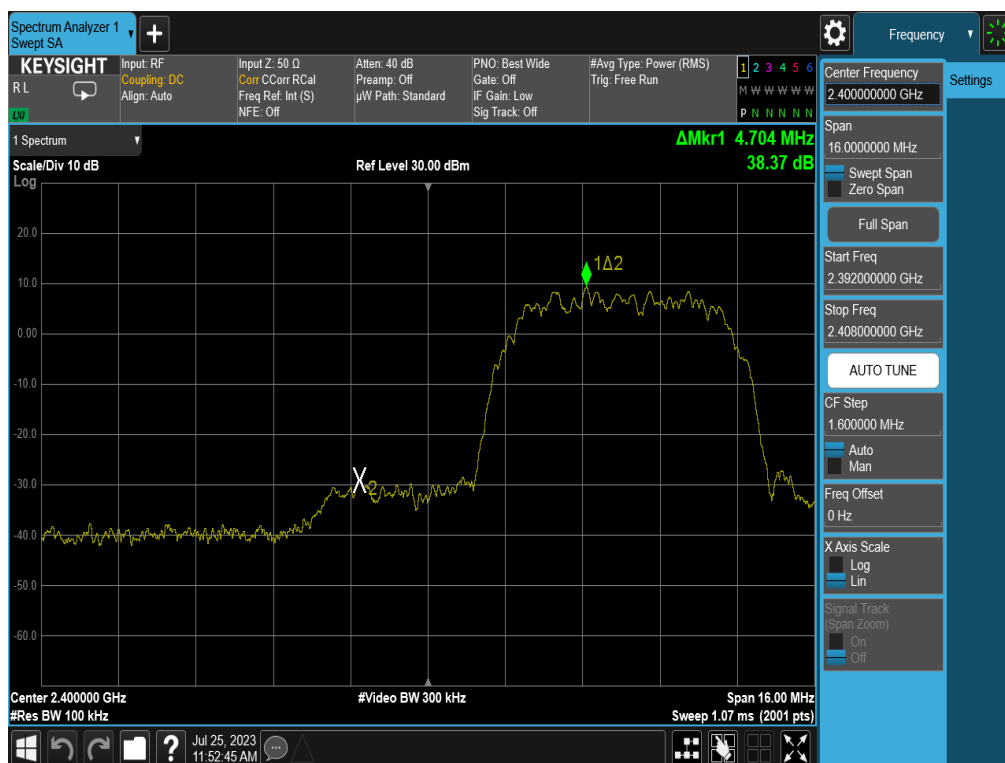 Spectrum Analyzer 1
Swept SA
Frequency
KEYSIGHT
R L
LXI
Input: RF
Coupling: DC
Align: Auto
Input Z: 50 Ω
Corr CCorr RCal
Freq Ref: Int (S)
NFE: Off
Atten: 40 dB
Preamp: Off
µW Path: Standard
PNO: Best Wide
Gate: Off
IF Gain: Low
Sig Track: Off
#Avg Type: Power (RMS)
Trig: Free Run
1 2 3 4 5 6
M W W W W W
P N N N N N
Center Frequency
2.400000000 GHz
Settings
Span
16.0000000 MHz
Swept Span
Zero Span
Full Span
Start Freq
2.392000000 GHz
Stop Freq
2.408000000 GHz
AUTO TUNE
CF Step
1.600000 MHz
Auto
Man
Freq Offset
0 Hz
X Axis Scale
Log
Lin
Signal Track
(Span Zoom)
On
Off
1 Spectrum
ΔMkr1 4.704 MHz
38.37 dB
Scale/Div 10 dB
Ref Level 30.00 dBm
Log
20.0
10.0
0.00
-10.0
-20.0
-30.0
-40.0
-50.0
-60.0
1Δ2
X2
Center 2.400000 GHz
#Video BW 300 kHz
Span 16.00 MHz
#Res BW 100 kHz
Sweep 1.07 ms (2001 pts)
Jul 25, 2023
11:52:45 AM